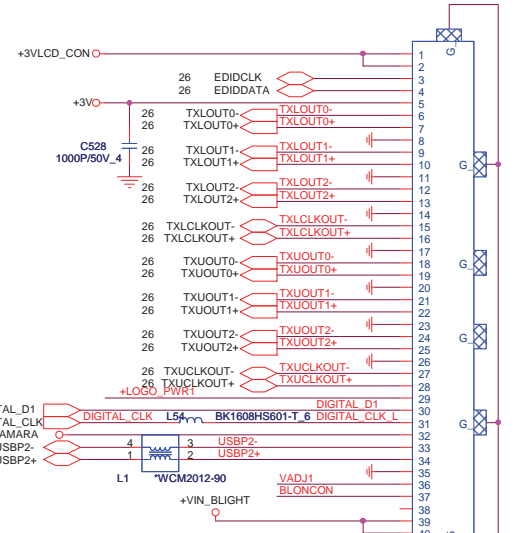 G_
+3VLCD_CON 1
2
26 EDIDCLK 3
26 EDIDDATA 4
+3V 5
26 TXLOUT0- TXLOUT0- 6
26 TXLOUT0+ TXLOUT0+ 7
8
C528
1000P/50V_4
26 TXLOUT1- TXLOUT1- 9
26 TXLOUT1+ TXLOUT1+ 10 G_
11
26 TXLOUT2- TXLOUT2- 12
26 TXLOUT2+ TXLOUT2+ 13
14
26 TXLCLKOUT- TXLCLKOUT- 15
26 TXLCLKOUT+ TXLCLKOUT+ 16
17
26 TXUOUT0- TXUOUT0- 18 G_
26 TXUOUT0+ TXUOUT0+ 19
20
26 TXUOUT1- TXUOUT1- 21
26 TXUOUT1+ TXUOUT1+ 22
23
26 TXUOUT2- TXUOUT2- 24 G_
26 TXUOUT2+ TXUOUT2+ 25
26
26 TXUCLKOUT- TXUCLKOUT- 27
26 TXUCLKOUT+ TXUCLKOUT+ 28
+LOGO_PWR1 29
TAL_D1 DIGITAL_D1 30
TAL_CLK DIGITAL_CLK L54 BK1608HS601-T_6 DIGITAL_CLK_L 31 G_
AMARA 32
USBP2- 4 3 USBP2- 33
USBP2+ 1 2 USBP2+ 34
L1 *WCM2012-90 35
VADJ1 36
BLONCON 37
+VIN_BLIGHT 38
39
40